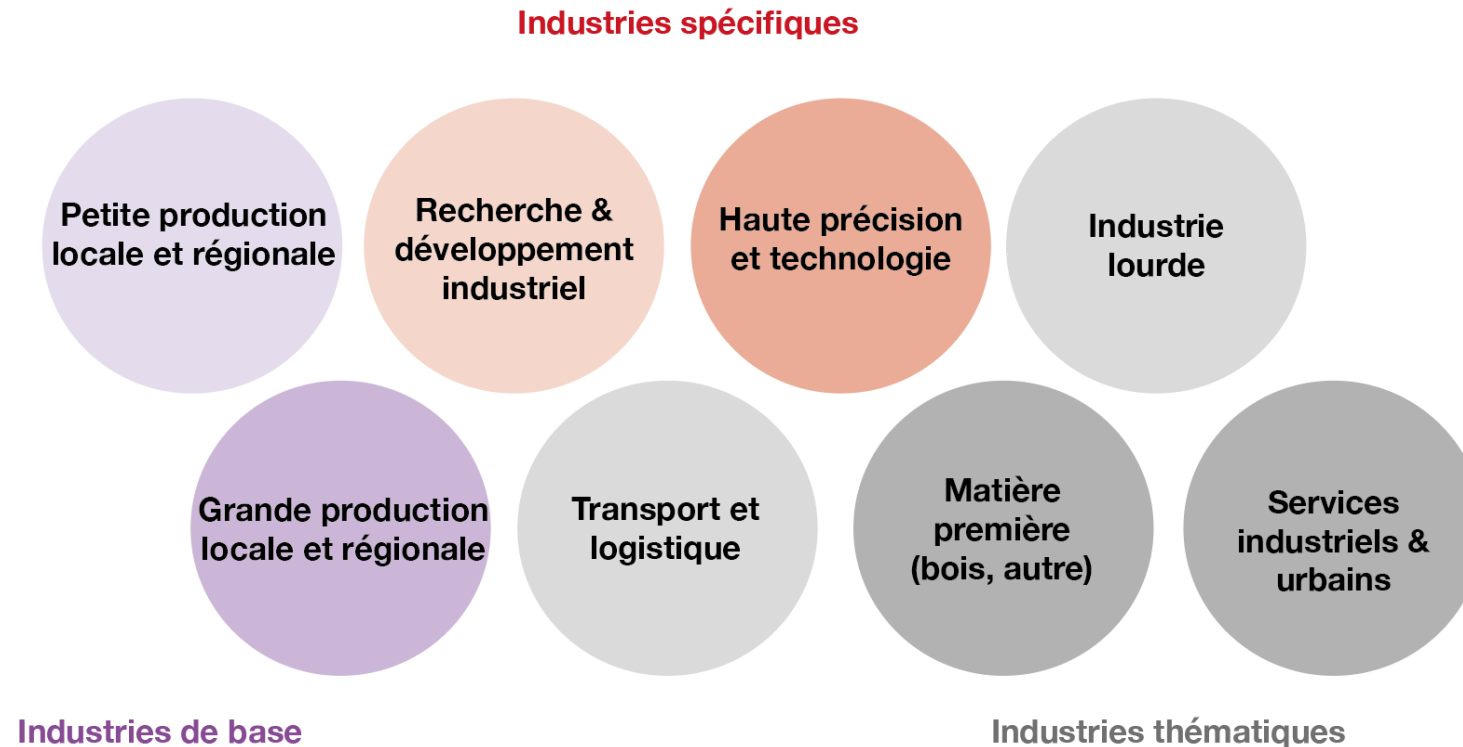 Industries spécifiques
Petite production
locale et régionale
Recherche &
développement
industriel
Haute précision
et technologie
Industrie
lourde
Grande production
locale et régionale
Transport et
logistique
Matière
première
(bois, autre)
Services
industriels &
urbains
Industries de base
Industries thématiques